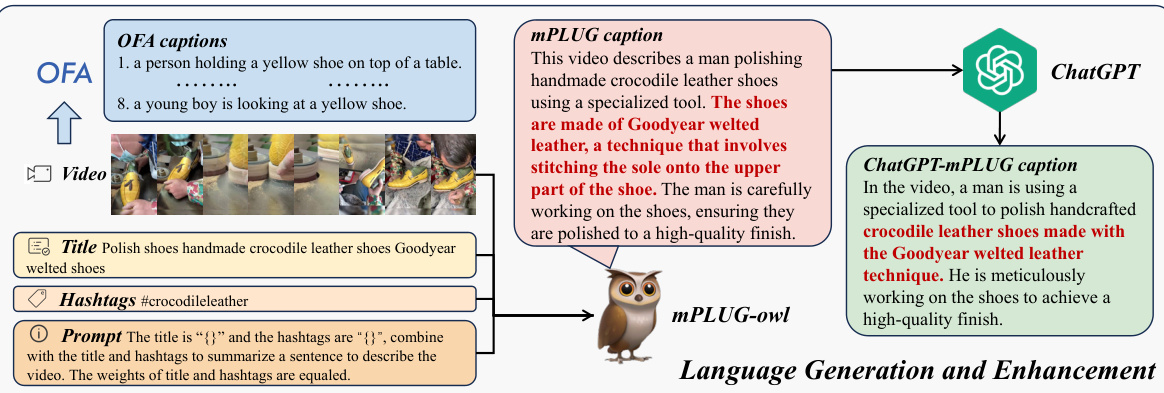 OFA captions
1. a person holding a yellow shoe on top of a table.
........ ........
8. a young boy is looking at a yellow shoe.
OFA
Video
Title Polish shoes handmade crocodile leather shoes Goodyear
welted shoes
Hashtags #crocodileleather
Prompt The title is “{}” and the hashtags are “{}”, combine
with the title and hashtags to summarize a sentence to describe the
video. The weights of title and hashtags are equaled.
mPLUG caption
This video describes a man polishing
handmade crocodile leather shoes
using a specialized tool. The shoes
are made of Goodyear welted
leather, a technique that involves
stitching the sole onto the upper
part of the shoe. The man is carefully
working on the shoes, ensuring they
are polished to a high-quality finish.
mPLUG-owl
ChatGPT
ChatGPT-mPLUG caption
In the video, a man is using a
specialized tool to polish handcrafted
crocodile leather shoes made with
the Goodyear welted leather
technique. He is meticulously
working on the shoes to achieve a
high-quality finish.
Language Generation and Enhancement